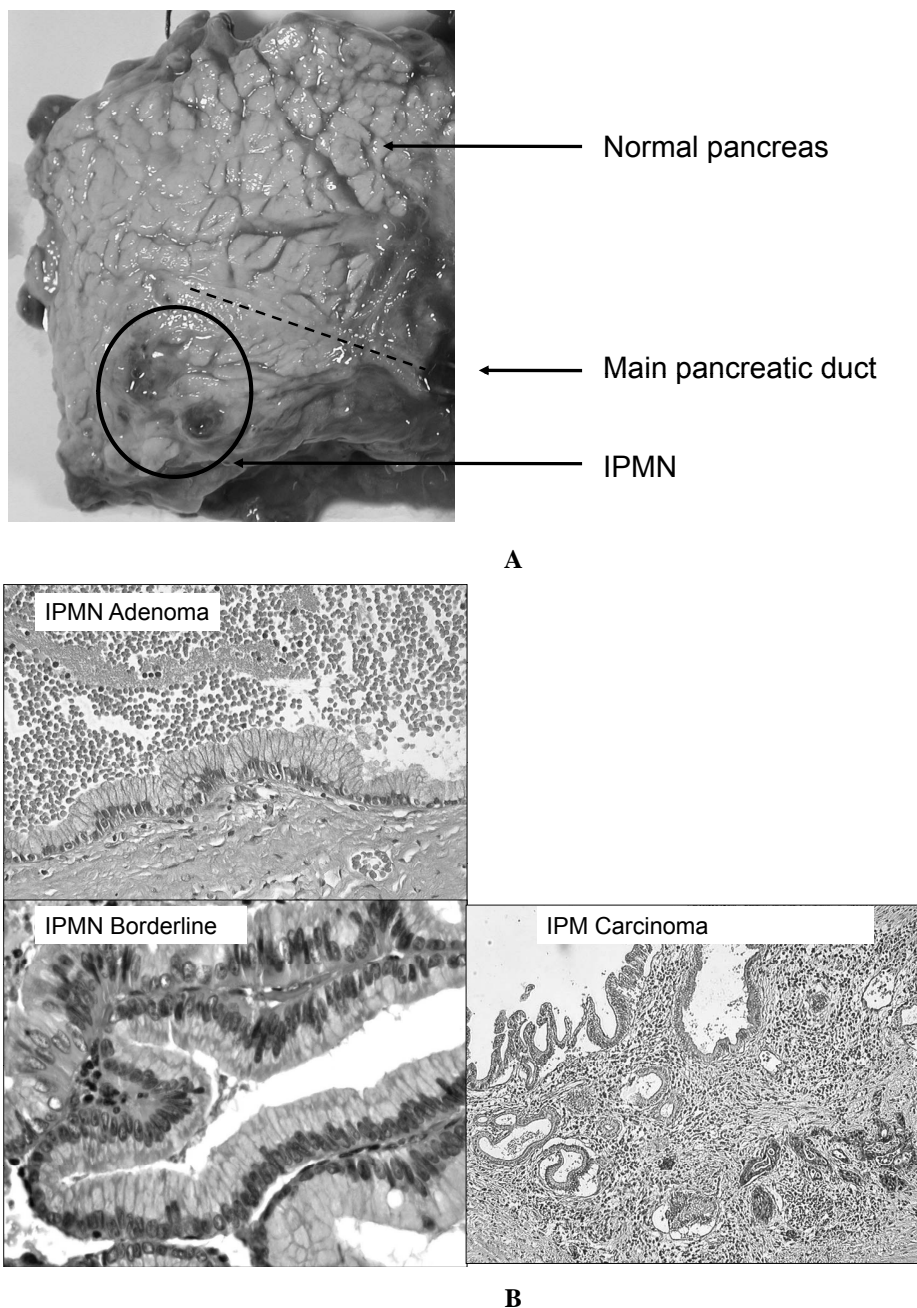 Normal pancreas
Main pancreatic duct
IPMN
A
IPMN Adenoma
IPMN Borderline
IPM Carcinoma
B